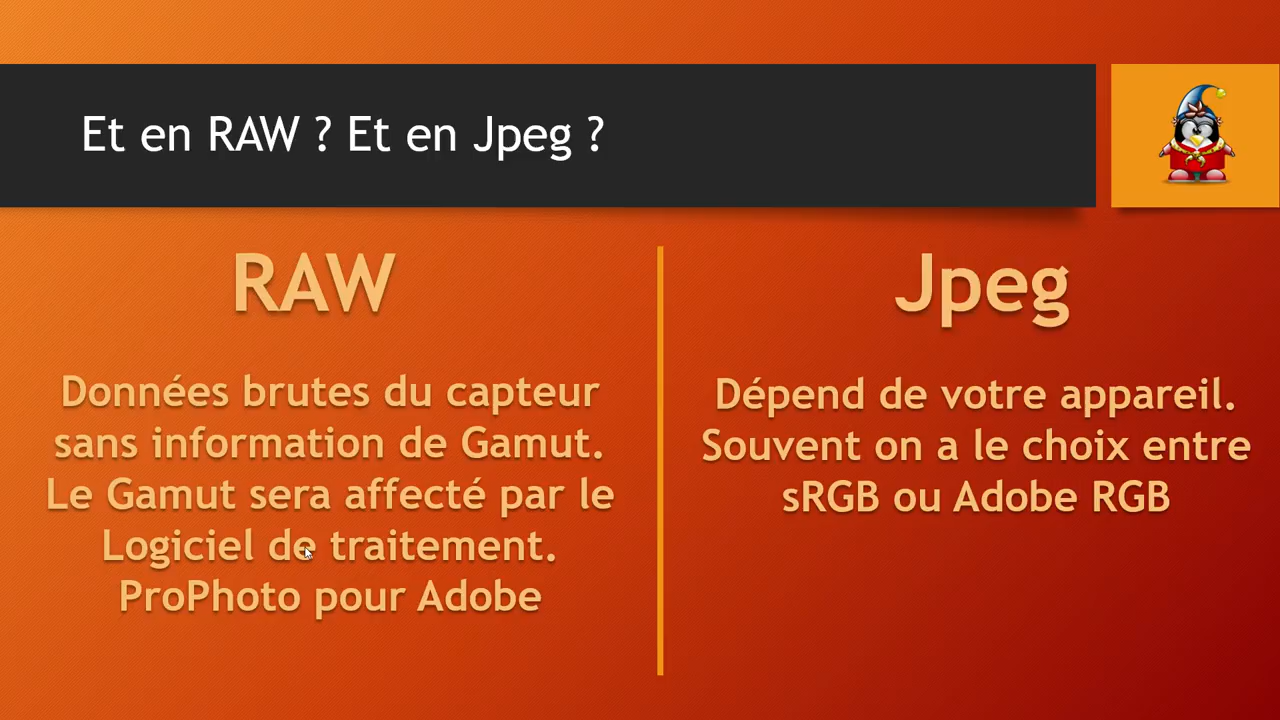 Et en RAW ? Et en Jpeg ?
RAW
Données brutes du capteur
sans information de Gamut.
Le Gamut sera affecté par le
Logiciel de traitement.
ProPhoto pour Adobe
Jpeg
Dépend de votre appareil.
Souvent on a le choix entre
sRGB ou Adobe RGB